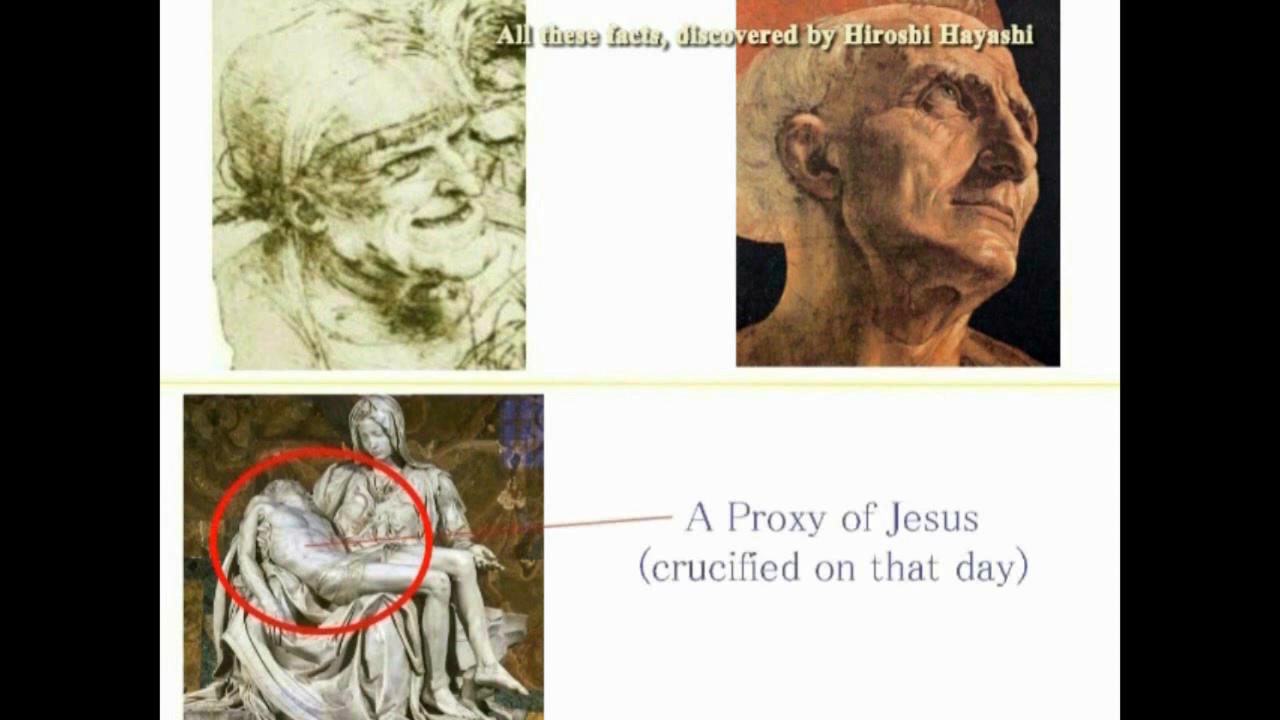 All these facts, discovered by Hiroshi Hayashi
A Proxy of Jesus
(crucified on that day)